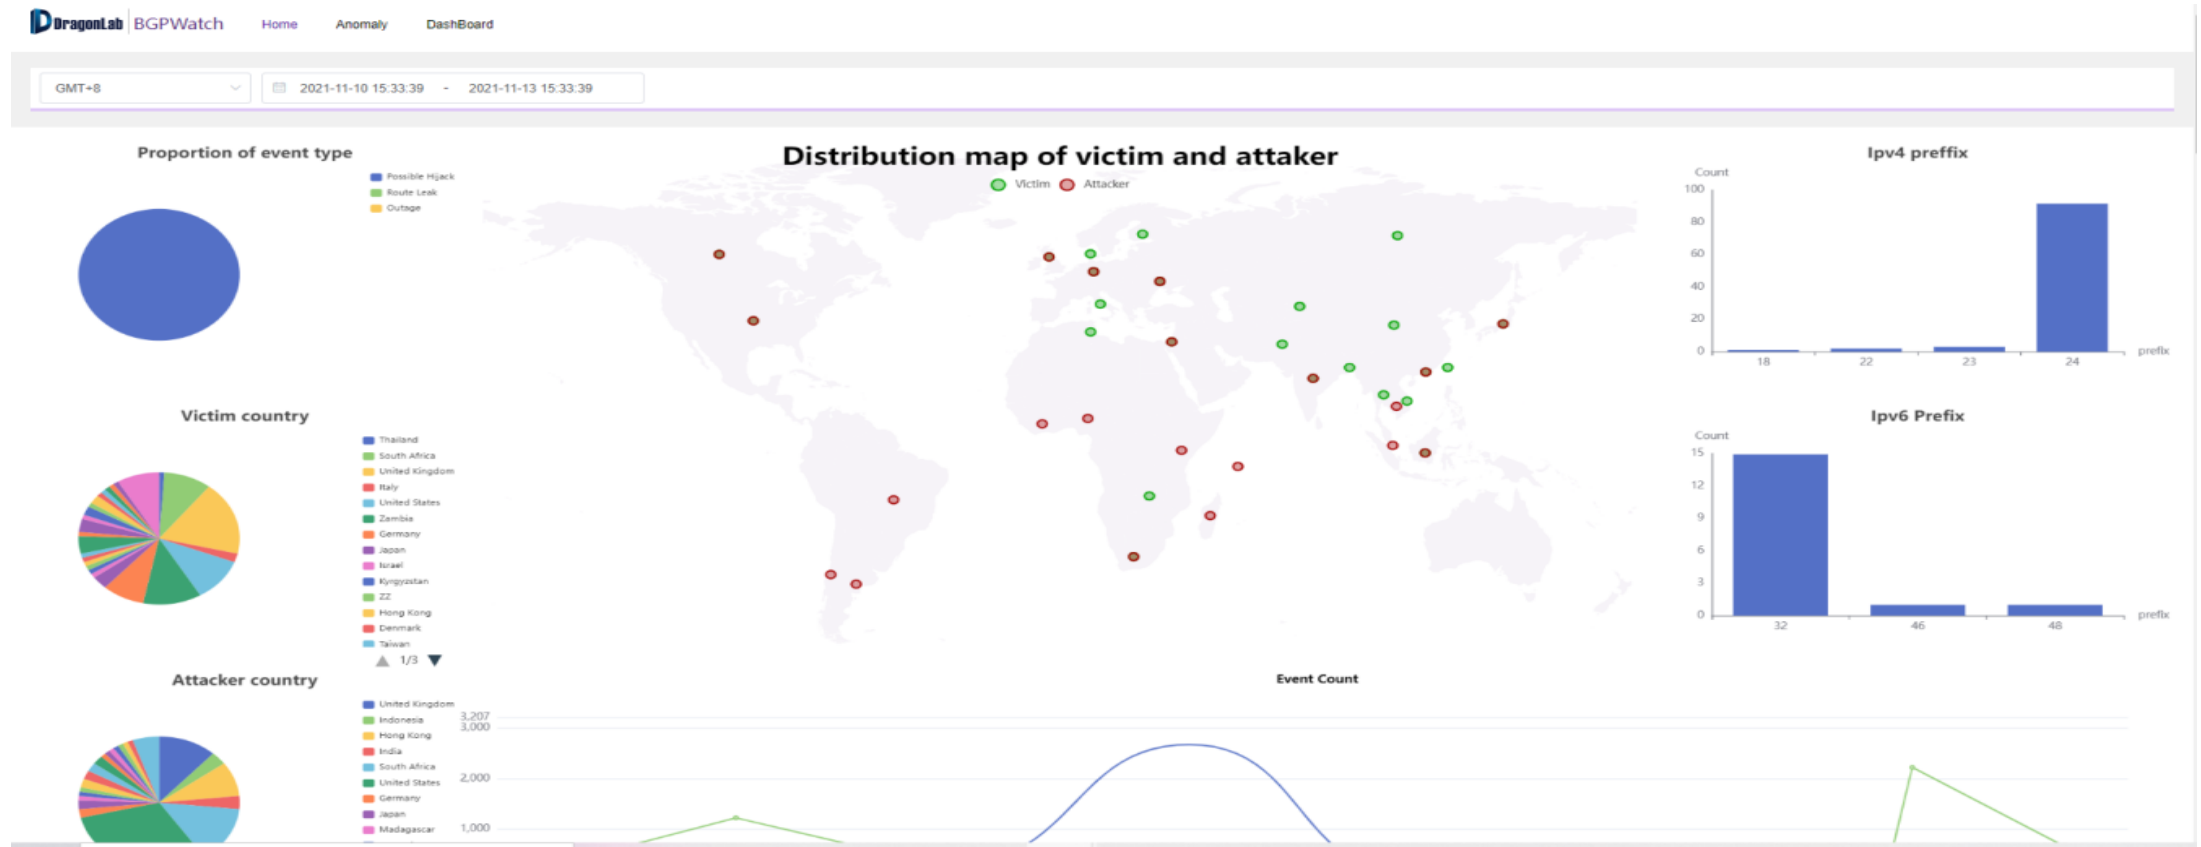 DragonLab BGPWatch Home Anomaly DashBoard
GMT+8 2021-11-10 15:33:39 - 2021-11-13 15:33:39
Proportion of event type
Possible Hijack
Route Leak
Outage
Distribution map of victim and attaker
Victim Attacker
Ipv4 preffix
Count
100
80
60
40
20
0
18 22 23 24 prefix
Victim country
Thailand
South Africa
United Kingdom
Italy
United States
Zambia
Germany
Japan
Israel
Kyrgyzstan
ZZ
Hong Kong
Denmark
Taiwan
1/3
Ipv6 Prefix
Count
15
12
9
6
3
0
32 46 48 prefix
Attacker country
United Kingdom
Indonesia
Hong Kong
India
South Africa
United States
Germany
Japan
Madagascar
Event Count
3,207
3,000
2,000
1,000